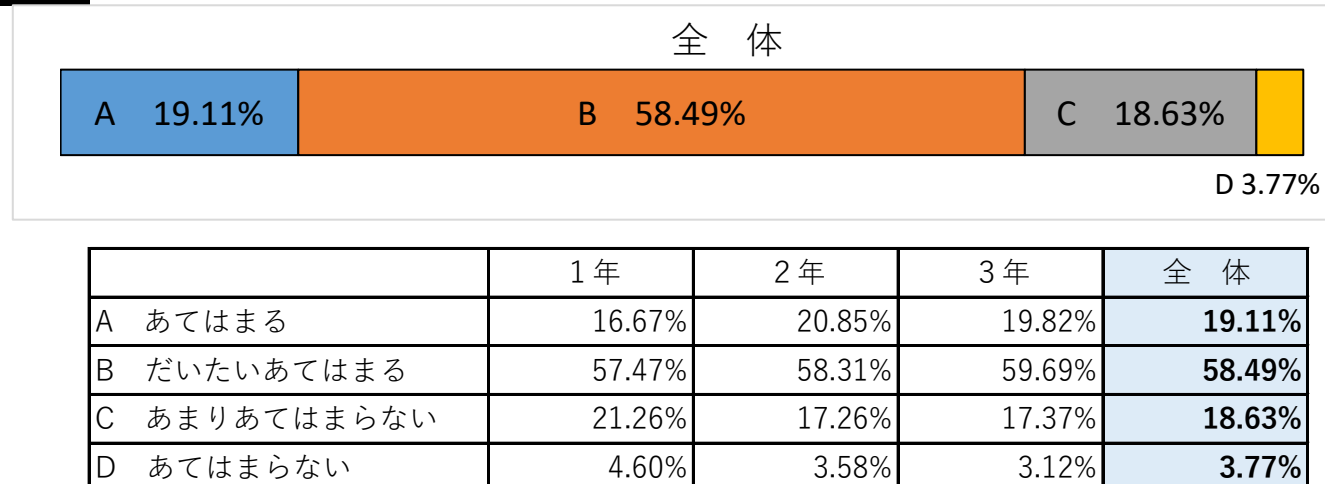 全　体
A　19.11%　B　58.49%　C　18.63%
D 3.77%
１年　２年　３年　全　体
A　あてはまる　16.67%　20.85%　19.82%　19.11%
B　だいたいあてはまる　57.47%　58.31%　59.69%　58.49%
C　あまりあてはまらない　21.26%　17.26%　17.37%　18.63%
D　あてはまらない　4.60%　3.58%　3.12%　3.77%